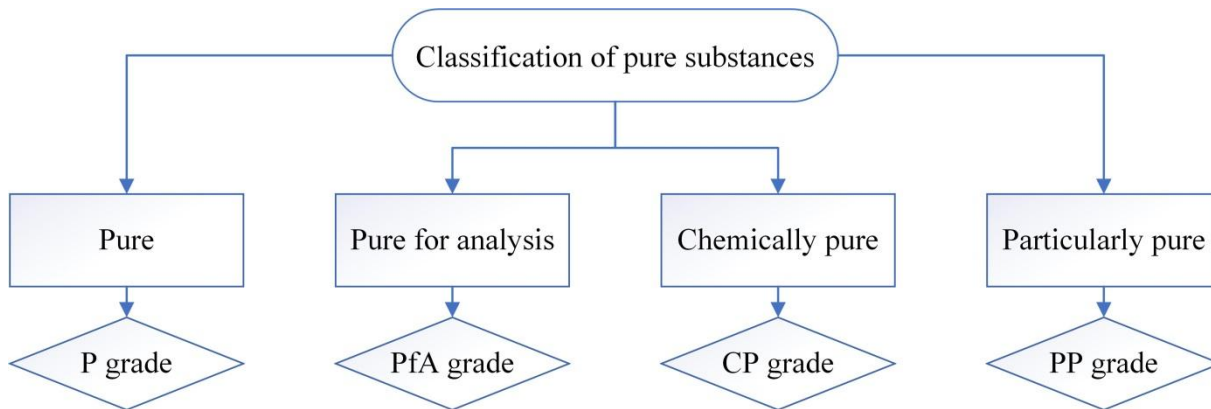 Classification of pure substances
Pure
Pure for analysis
Chemically pure
Particularly pure
P grade
PfA grade
CP grade
PP grade